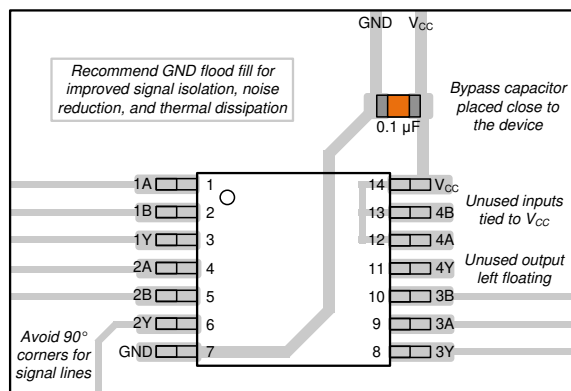 GND VCC
Recommend GND flood fill for
improved signal isolation, noise
reduction, and thermal dissipation
Bypass capacitor
placed close to
the device
0.1 µF
1A 1 14 VCC
1B 2 13 4B
1Y 3 12 4A
2A 4 11 4Y
2B 5 10 3B
2Y 6 9 3A
GND 7 8 3Y
Unused inputs
tied to VCC
Unused output
left floating
Avoid 90°
corners for
signal lines